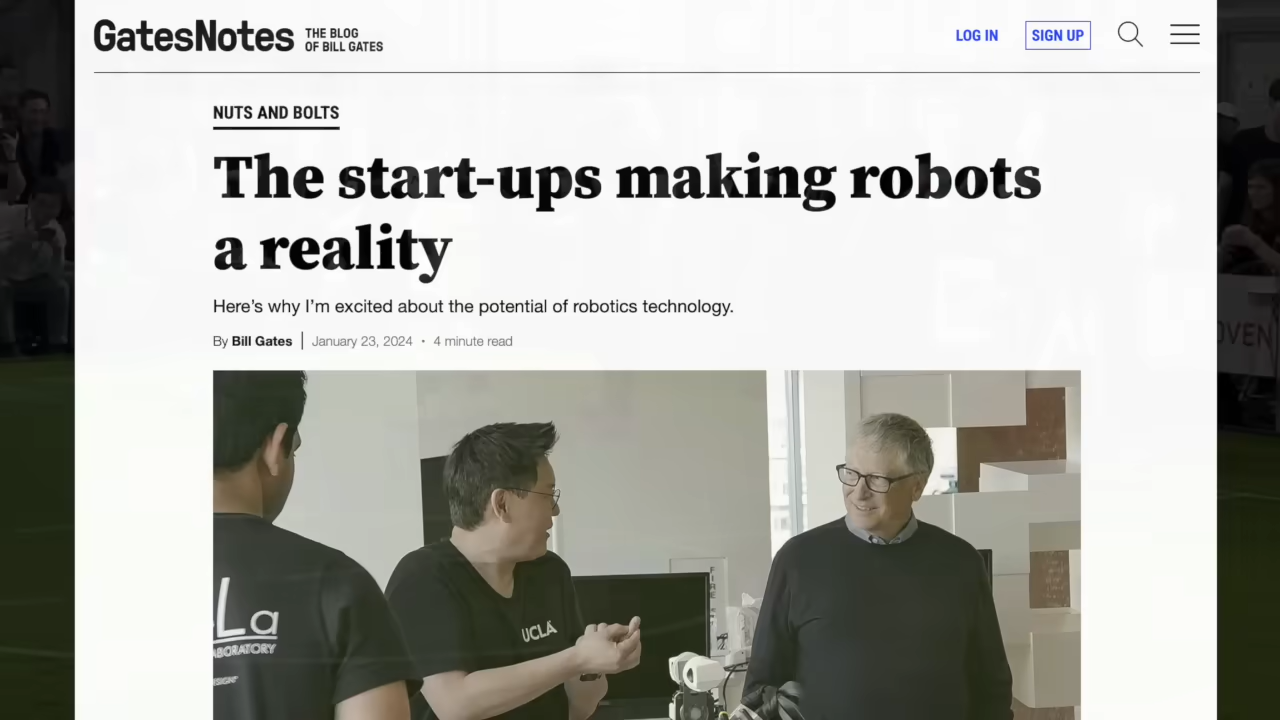 GatesNotes
THE BLOG
OF BILL GATES
LOG IN
SIGN UP
NUTS AND BOLTS
The start-ups making robots
a reality
Here's why I'm excited about the potential of robotics technology.
By Bill Gates | January 23, 2024 • 4 minute read
La
UCLA
FIRE